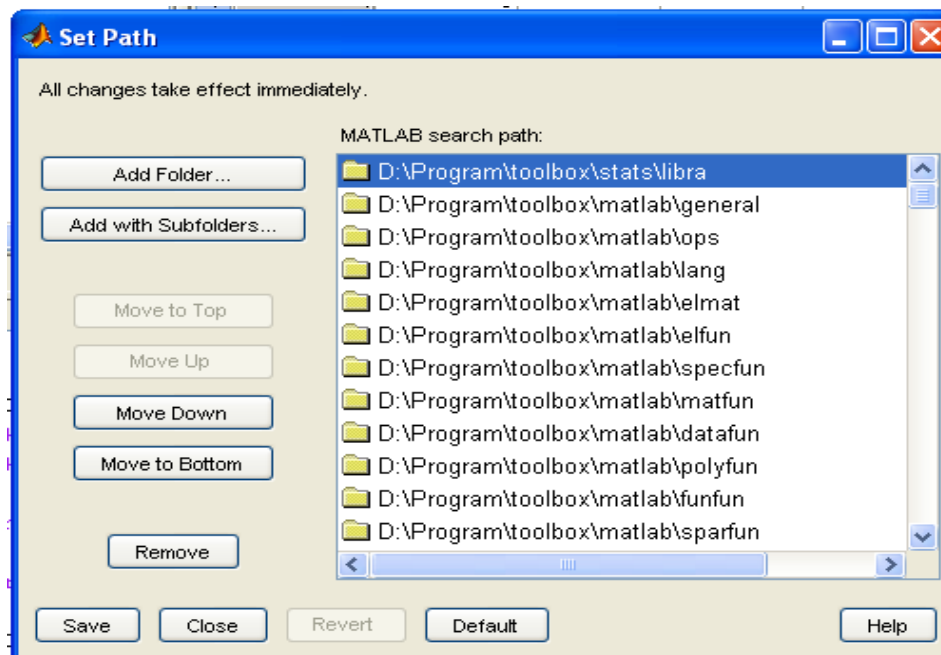 Set Path
All changes take effect immediately.
MATLAB search path:
Add Folder...
Add with Subfolders...
Move to Top
Move Up
Move Down
Move to Bottom
Remove
D:\Program\toolbox\stats\libra
D:\Program\toolbox\matlab\general
D:\Program\toolbox\matlab\ops
D:\Program\toolbox\matlab\lang
D:\Program\toolbox\matlab\elmat
D:\Program\toolbox\matlab\elfun
D:\Program\toolbox\matlab\specfun
D:\Program\toolbox\matlab\matfun
D:\Program\toolbox\matlab\datafun
D:\Program\toolbox\matlab\polyfun
D:\Program\toolbox\matlab\funfun
D:\Program\toolbox\matlab\sparfun
Save
Close
Revert
Default
Help